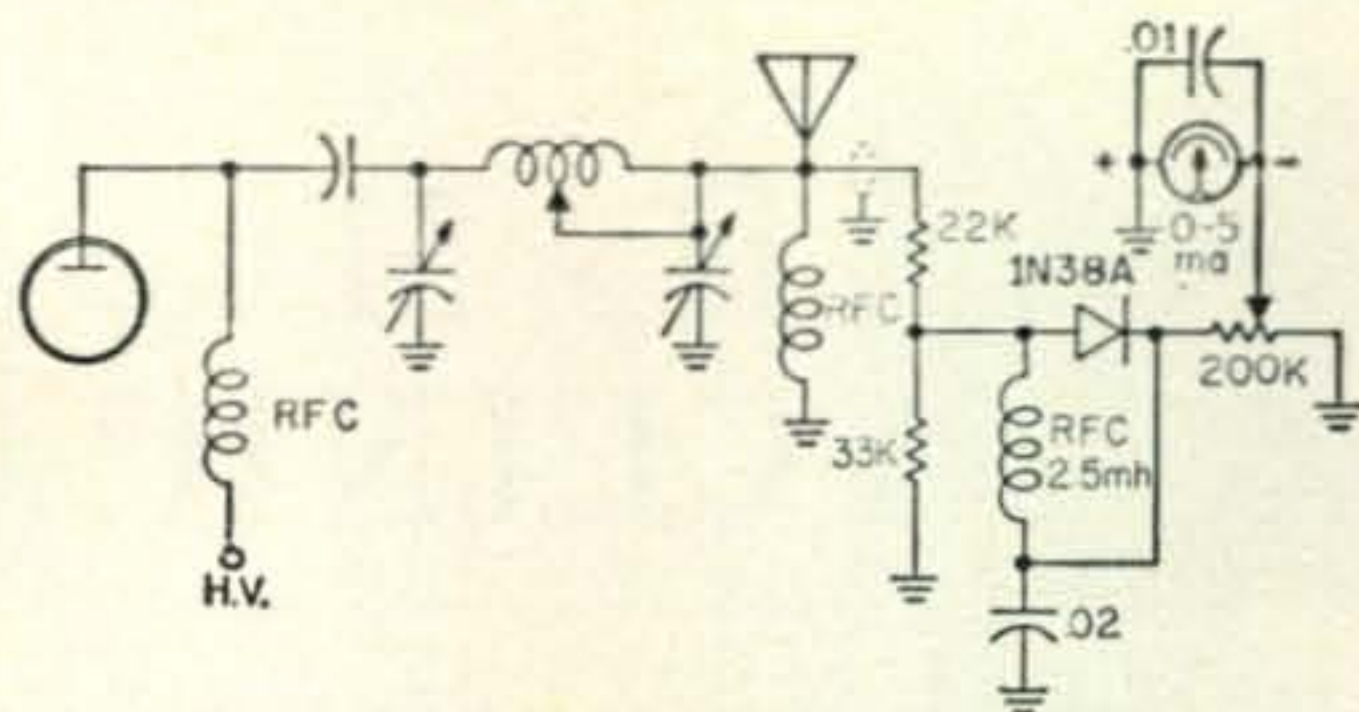 .01
+
-
22K
0-5
ma
1N38A
RFC
200K
RFC
RFC
2.5mh
33K
H.V.
.02